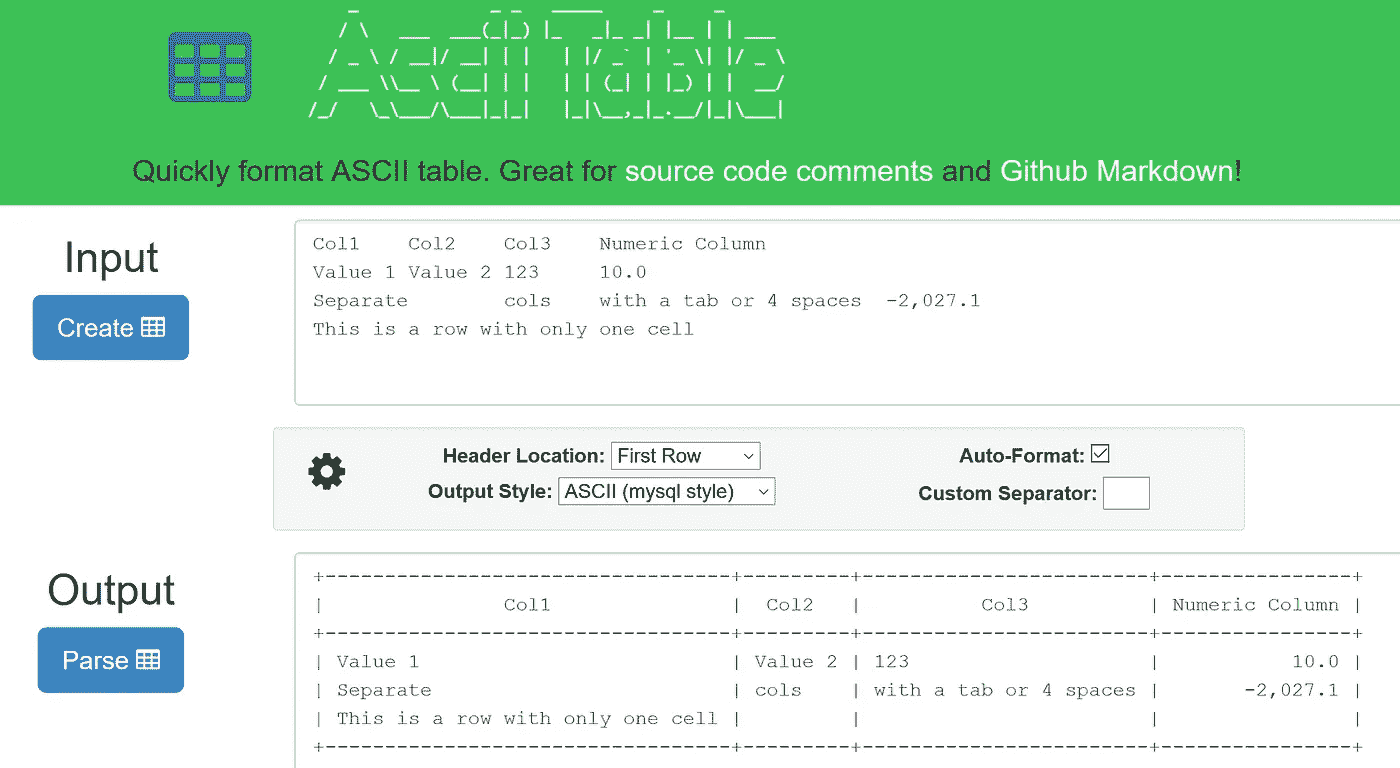 Ascii Table
Quickly format ASCII table. Great for source code comments and Github Markdown!
Input
Create
Col1    Col2    Col3    Numeric Column
Value 1 Value 2 123     10.0
Separate        cols    with a tab or 4 spaces  -2,027.1
This is a row with only one cell
Header Location: First Row
Auto-Format:
Output Style: ASCII (mysql style)
Custom Separator:
Output
Parse
+----------------------------------+---------+------------------------+----------------+
|               Col1               |  Col2   |          Col3          | Numeric Column |
+----------------------------------+---------+------------------------+----------------+
| Value 1                          | Value 2 | 123                    |           10.0 |
| Separate                         | cols    | with a tab or 4 spaces |       -2,027.1 |
| This is a row with only one cell |         |                        |                |
+----------------------------------+---------+------------------------+----------------+